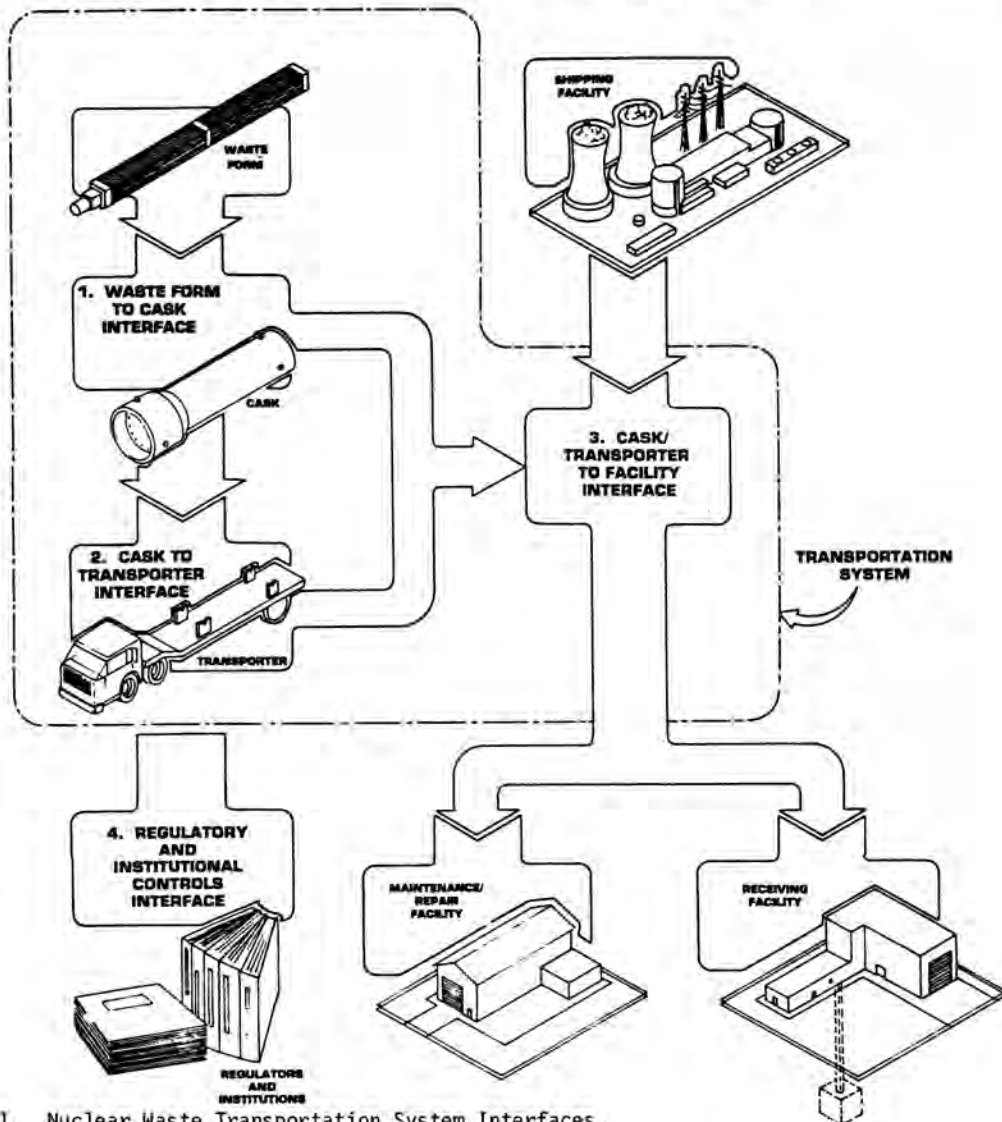 SHIPPING
FACILITY
WASTE
FORM
1. WASTE FORM
TO CASK
INTERFACE
CASK
3. CASK/
TRANSPORTER
TO FACILITY
INTERFACE
2. CASK TO
TRANSPORTER
INTERFACE
TRANSPORTER
TRANSPORTATION
SYSTEM
4. REGULATORY
AND
INSTITUTIONAL
CONTROLS
INTERFACE
MAINTENANCE/
REPAIR
FACILITY
RECEIVING
FACILITY
REGULATORS
AND
INSTITUTIONS
1. Nuclear Waste Transportation System Interfaces